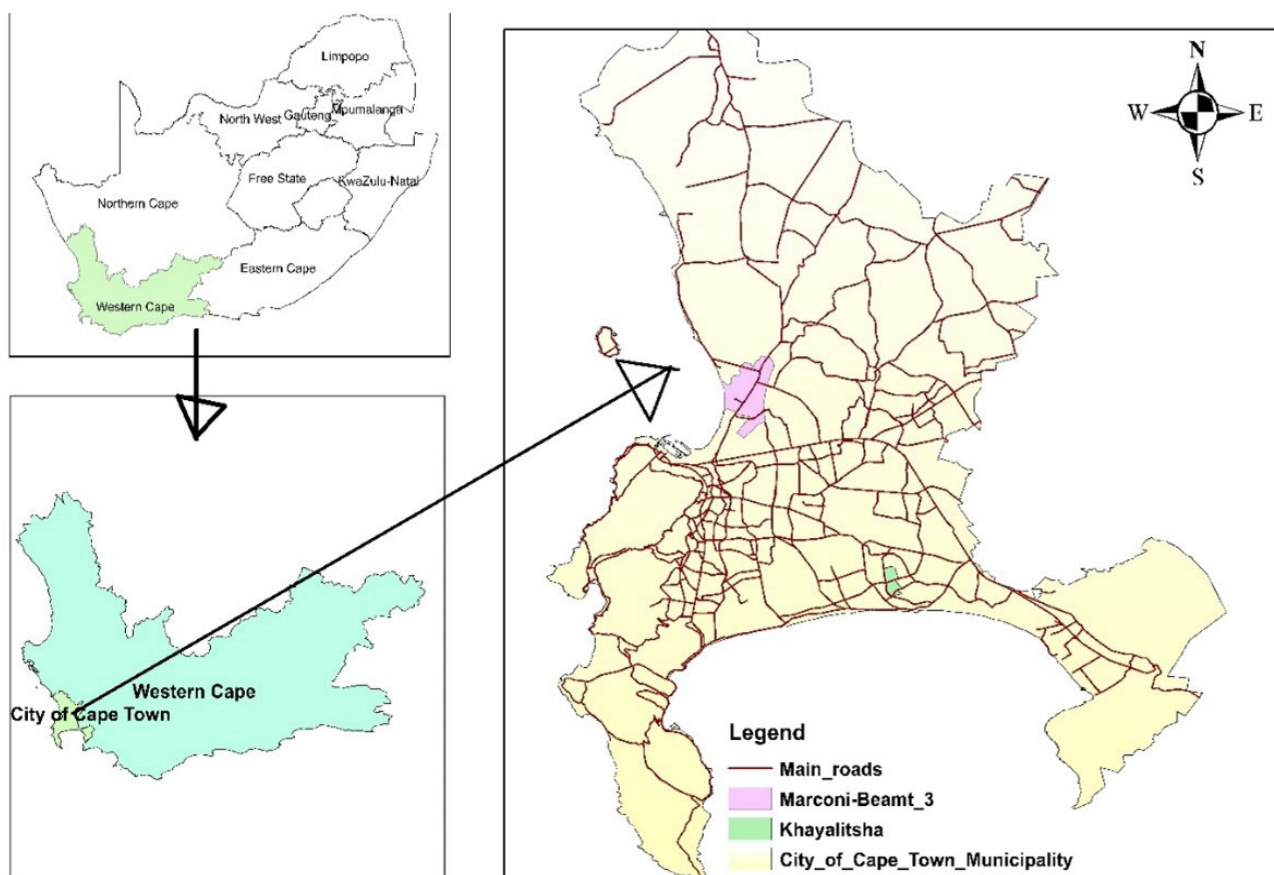 Limpopo
North West
Gauteng
Mpumalanga
Free State
KwaZulu-Natal
Northern Cape
Eastern Cape
Western Cape
Western Cape
City of Cape Town
N
W
E
S
Legend
Main_roads
Marconi-Beamt_3
Khayalitsha
City_of_Cape_Town_Municipality